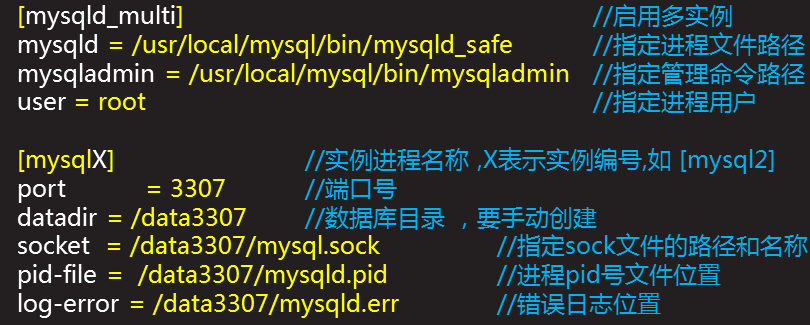 [mysqld_multi] //启用多实例
mysqld = /usr/local/mysql/bin/mysqld_safe //指定进程文件路径
mysqladmin = /usr/local/mysql/bin/mysqladmin //指定管理命令路径
user = root //指定进程用户
[mysqlX] //实例进程名称 ,X表示实例编号,如 [mysql2]
port = 3307 //端口号
datadir = /data3307 //数据库目录 ，要手动创建
socket = /data3307/mysql.sock //指定sock文件的路径和名称
pid-file = /data3307/mysqld.pid //进程pid号文件位置
log-error = /data3307/mysqld.err //错误日志位置